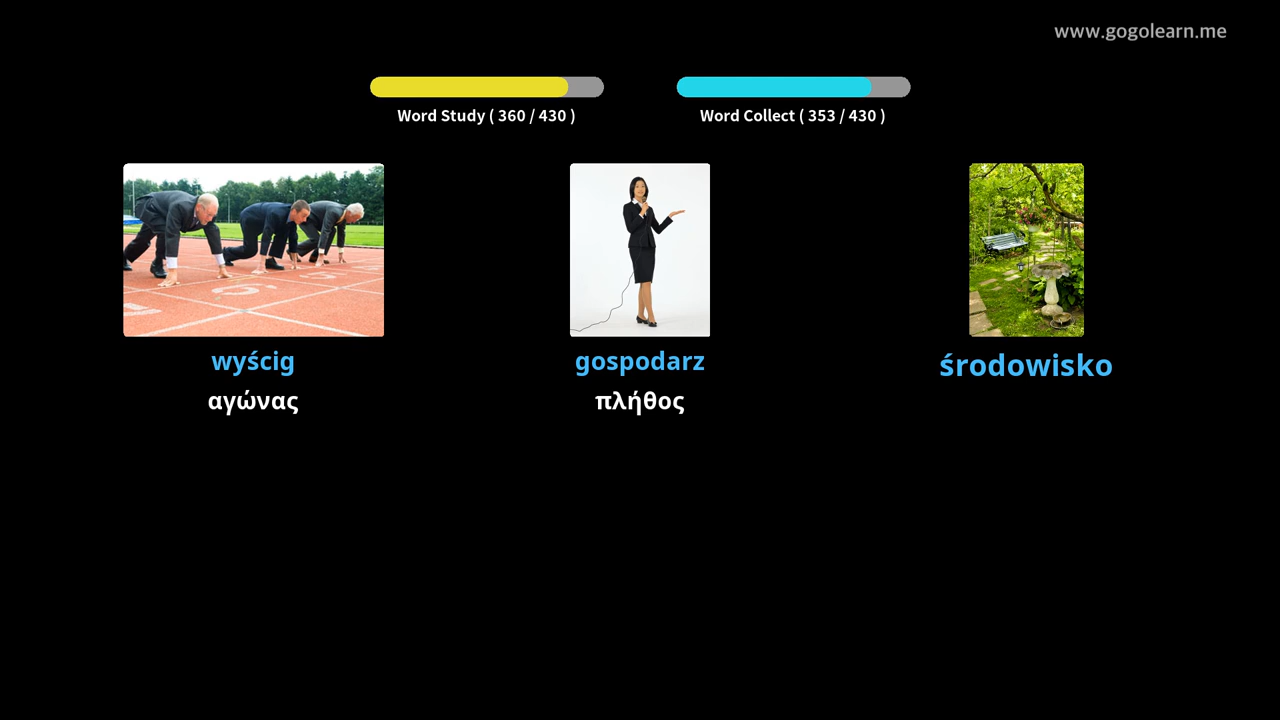 www.gogolearn.me
Word Study ( 360 / 430 )
Word Collect ( 353 / 430 )
wyścig
gospodarz
środowisko
αγώνας
πλήθος